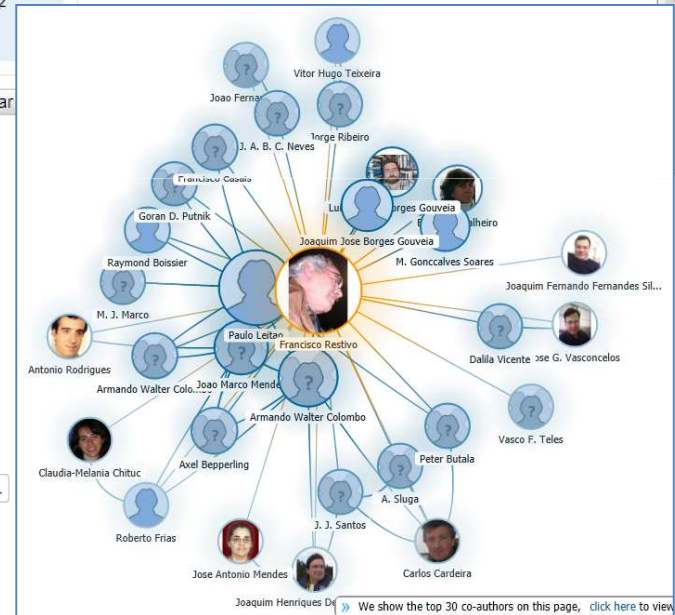 Vitor Hugo Teixeira
Joao Ferna
Jorge Ribeiro
J. A. B. C. Neves
Francisco Casais
Goran D. Putnik
Borges Gouveia
alheiro
Joaquim Jose Borges Gouveia
Raymond Boissier
M. Gonccalves Soares
Joaquim Fernando Fernandes Sil...
M. J. Marco
Paulo Leitao
Francisco Restivo
Antonio Rodrigues
Dalila Vicente
ose G. Vasconcelos
Armando Walter Colo...
Joao Marco Mende
Armando Walter Colombo
Vasco F. Teles
Peter Butala
Claudia-Melania Chituc
Axel Bepperling
A. Sluga
J. J. Santos
Roberto Frias
Jose Antonio Mendes
Carlos Cardeira
Joaquim Henriques De
» We show the top 30 co-authors on this page, click here to view